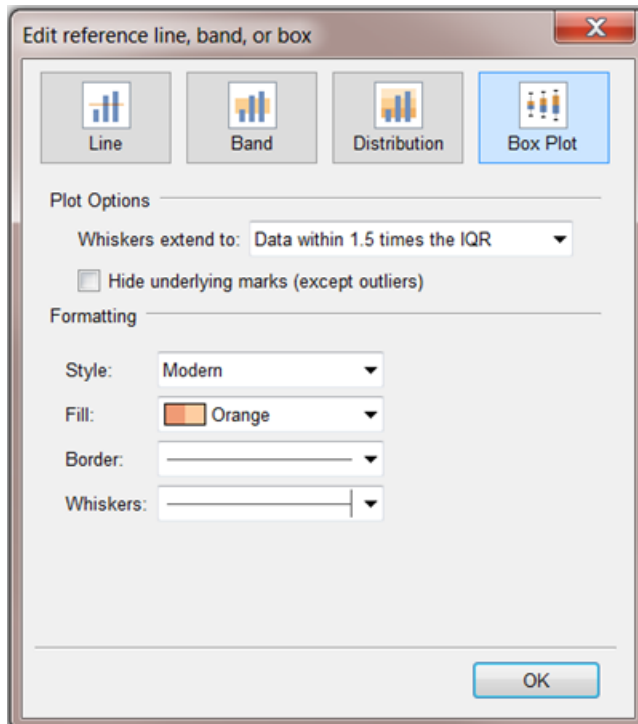 Edit reference line, band, or box
Line Band Distribution Box Plot
Plot Options
Whiskers extend to: Data within 1.5 times the IQR
Hide underlying marks (except outliers)
Formatting
Style: Modern
Fill: Orange
Border:
Whiskers:
OK